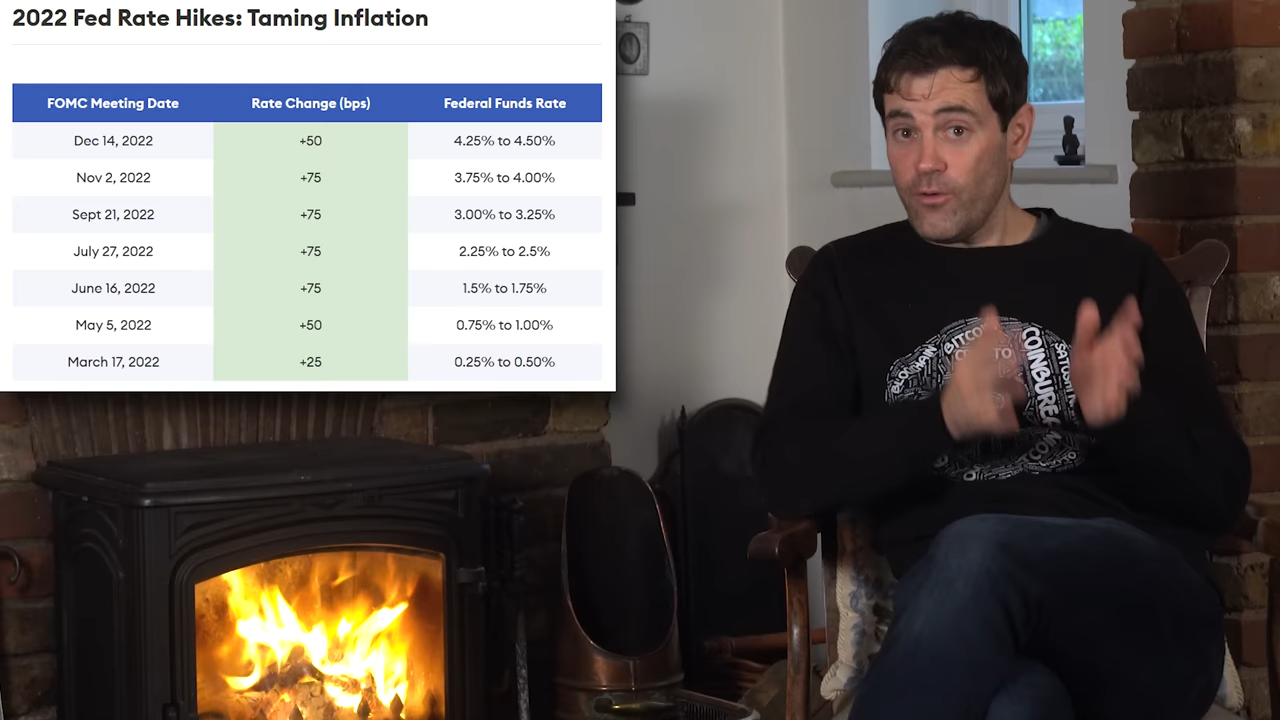 2022 Fed Rate Hikes: Taming Inflation
FOMC Meeting Date Rate Change (bps) Federal Funds Rate
Dec 14, 2022 +50 4.25% to 4.50%
Nov 2, 2022 +75 3.75% to 4.00%
Sept 21, 2022 +75 3.00% to 3.25%
July 27, 2022 +75 2.25% to 2.5%
June 16, 2022 +75 1.5% to 1.75%
May 5, 2022 +50 0.75% to 1.00%
March 17, 2022 +25 0.25% to 0.50%
BITCO
COINBUREA
SATOSHI
COIN